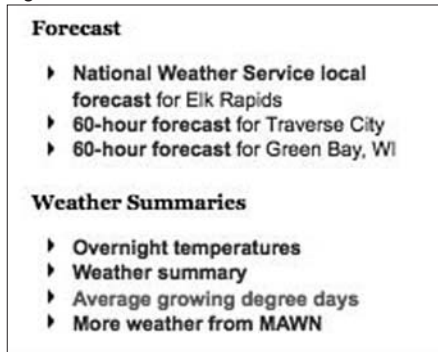 Forecast
National Weather Service local
forecast for Elk Rapids
60-hour forecast for Traverse City
60-hour forecast for Green Bay, WI
Weather Summaries
Overnight temperatures
Weather summary
Average growing degree days
More weather from MAWN